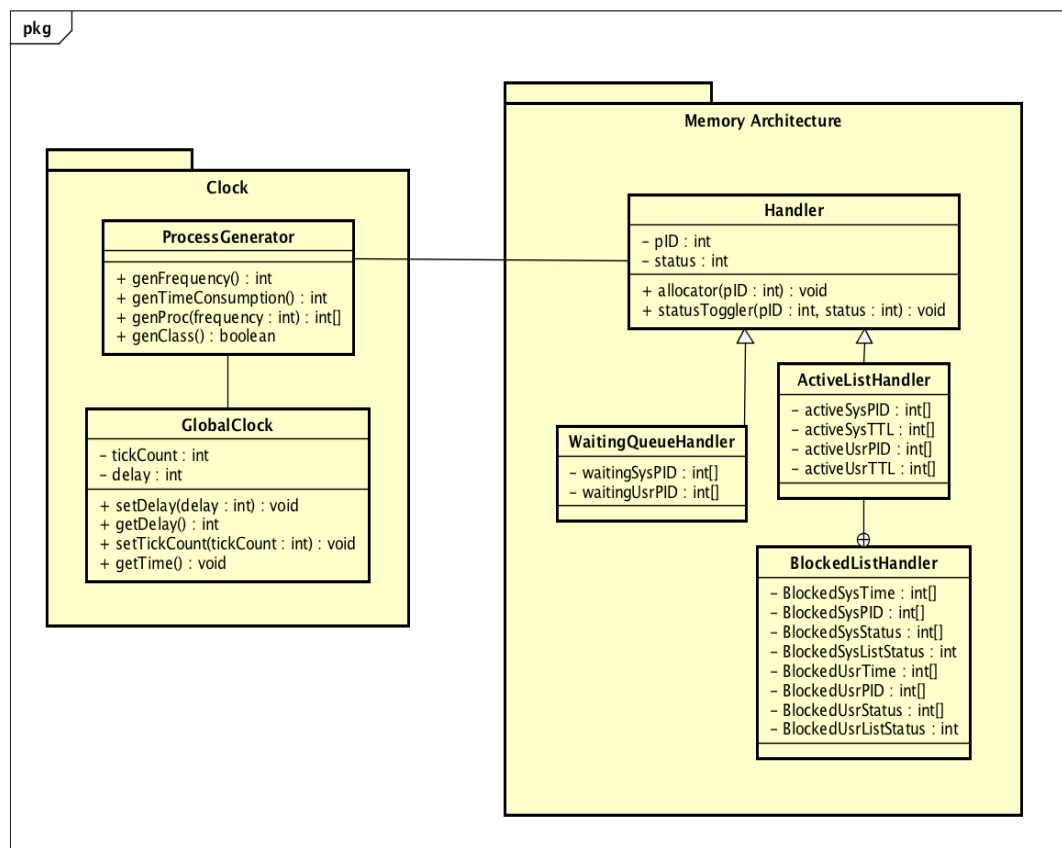 pkg
Memory Architecture
Clock
Handler
– pID : int
– status : int
+ allocator(pID : int) : void
+ statusToggler(pID : int, status : int) : void
ProcessGenerator
+ genFrequency() : int
+ genTimeConsumption() : int
+ genProc(frequency : int) : int[]
+ genClass() : boolean
ActiveListHandler
– activeSysPID : int[]
– activeSysTTL : int[]
– activeUsrPID : int[]
– activeUsrTTL : int[]
GlobalClock
– tickCount : int
– delay : int
+ setDelay(delay : int) : void
+ getDelay() : int
+ setTickCount(tickCount : int) : void
+ getTime() : void
WaitingQueueHandler
– waitingSysPID : int[]
– waitingUsrPID : int[]
BlockedListHandler
– BlockedSysTime : int[]
– BlockedSysPID : int[]
– BlockedSysStatus : int[]
– BlockedSysListStatus : int
– BlockedUsrTime : int[]
– BlockedUsrPID : int[]
– BlockedUsrStatus : int[]
– BlockedUsrListStatus : int